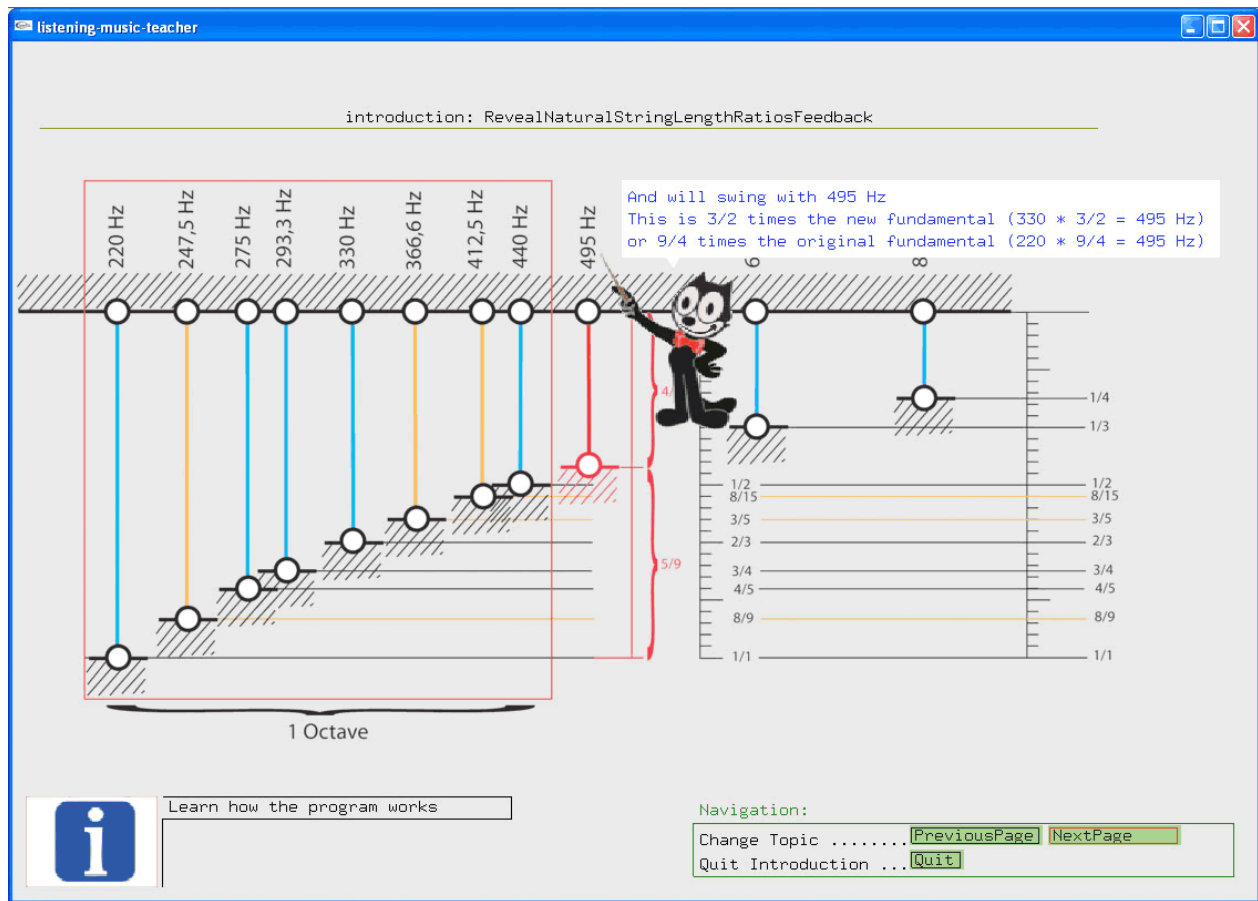 listening-music-teacher
introduction: RevealNaturalStringLengthRatiosFeedback
220 Hz
247,5 Hz
275 Hz
293,3 Hz
330 Hz
366,6 Hz
412,5 Hz
440 Hz
495 Hz
And will swing with 495 Hz
This is 3/2 times the new fundamental (330 * 3/2 = 495 Hz)
or 9/4 times the original fundamental (220 * 9/4 = 495 Hz)
4/
5/9
1/2
8/15
3/5
2/3
3/4
4/5
8/9
1/1
1/4
1/3
1/2
8/15
3/5
2/3
3/4
4/5
8/9
1/1
1 Octave
i
Learn how the program works
Navigation:
Change Topic ........ PreviousPage NextPage
Quit Introduction ... Quit